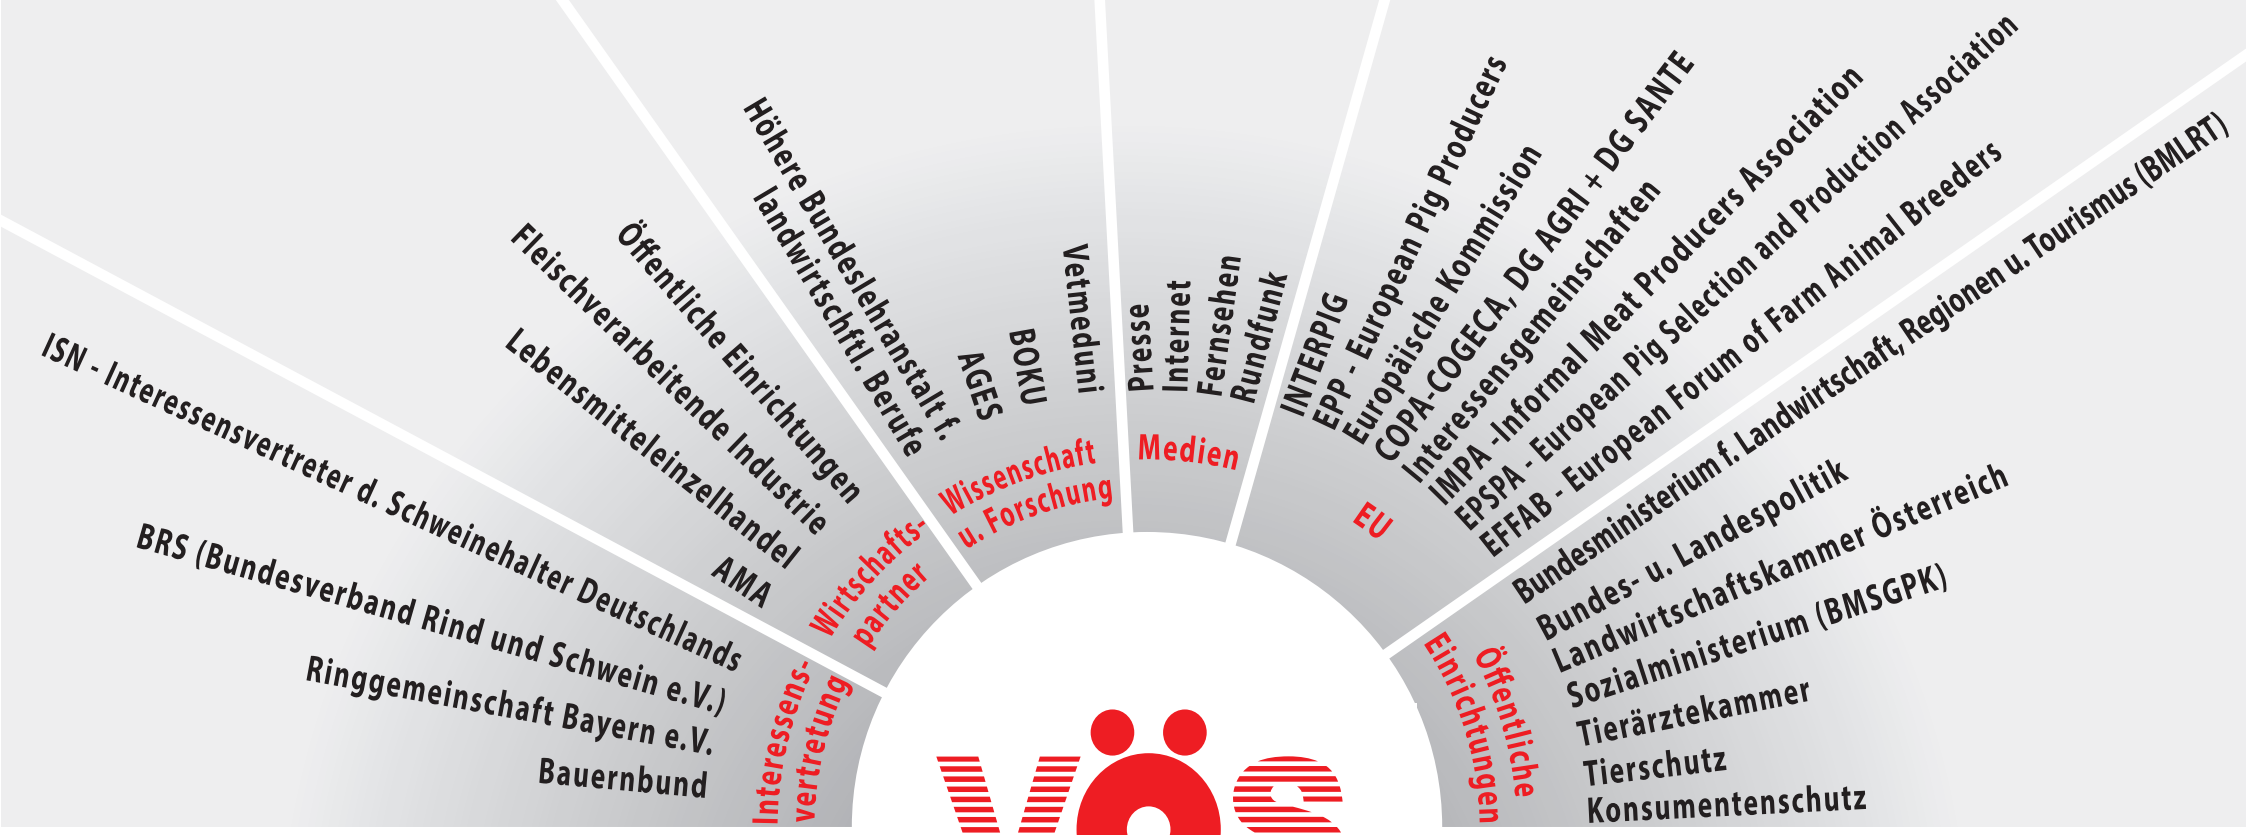 Interessens-
vertretung
ISN - Interessensvertreter d. Schweinehalter Deutschlands
BRS (Bundesverband Rind und Schwein e.V.)
Ringgemeinschaft Bayern e.V.
Bauernbund
Wirtschafts-
partner
Öffentliche Einrichtungen
Fleischverarbeitende Industrie
Lebensmitteleinzelhandel
AMA
Wissenschaft
u. Forschung
Höhere Bundeslehranstalt f.
landwirtschftl. Berufe
AGES
BOKU
Vetmeduni
Medien
Presse
Internet
Fernsehen
Rundfunk
EU
INTERPIG
EPP - European Pig Producers
Europäische Kommission
COPA-COGECA, DG AGRI + DG SANTE
Interessensgemeinschaften
IMPA -Informal Meat Producers Association
EPSPA - European Pig Selection and Production Association
EFFAB - European Forum of Farm Animal Breeders
Öffentliche
Einrichtungen
Bundesministerium f. Landwirtschaft, Regionen u. Tourismus (BMLRT)
Bundes- u. Landespolitik
Landwirtschaftskammer Österreich
Sozialministerium (BMSGPK)
Tierärztekammer
Tierschutz
Konsumentenschutz
VÖS